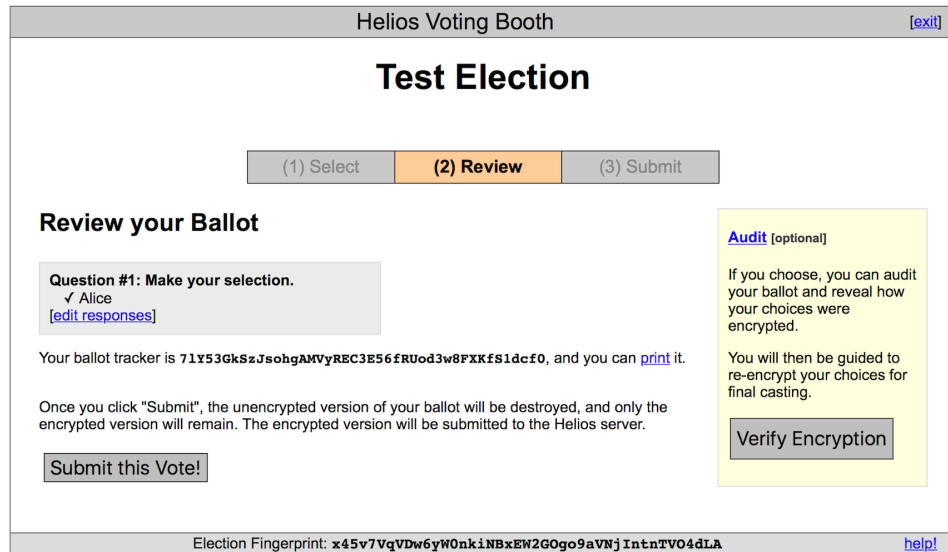 Helios Voting Booth
[exit]
Test Election
(1) Select
(2) Review
(3) Submit
Review your Ballot
Question #1: Make your selection.
✓ Alice
[edit responses]
Your ballot tracker is 7lY53GkSzJsohgAMVyREC3E56fRUod3w8FXKfS1dcf0, and you can print it.
Once you click "Submit", the unencrypted version of your ballot will be destroyed, and only the
encrypted version will remain. The encrypted version will be submitted to the Helios server.
Submit this Vote!
Audit [optional]
If you choose, you can audit
your ballot and reveal how
your choices were
encrypted.
You will then be guided to
re-encrypt your choices for
final casting.
Verify Encryption
Election Fingerprint: x45v7VqVDw6yW0nkiNBxEW2GOgo9aVNjIntnTVO4dLA
help!